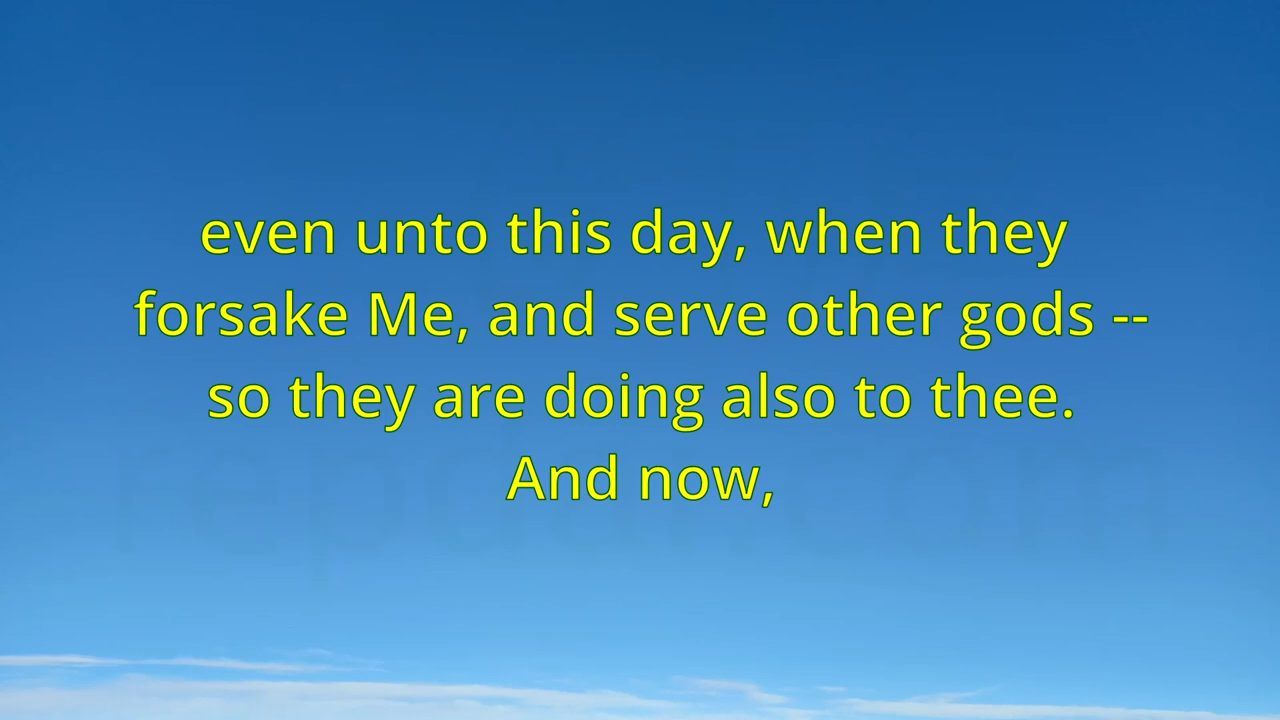 even unto this day, when they
forsake Me, and serve other gods --
so they are doing also to thee.
And now,